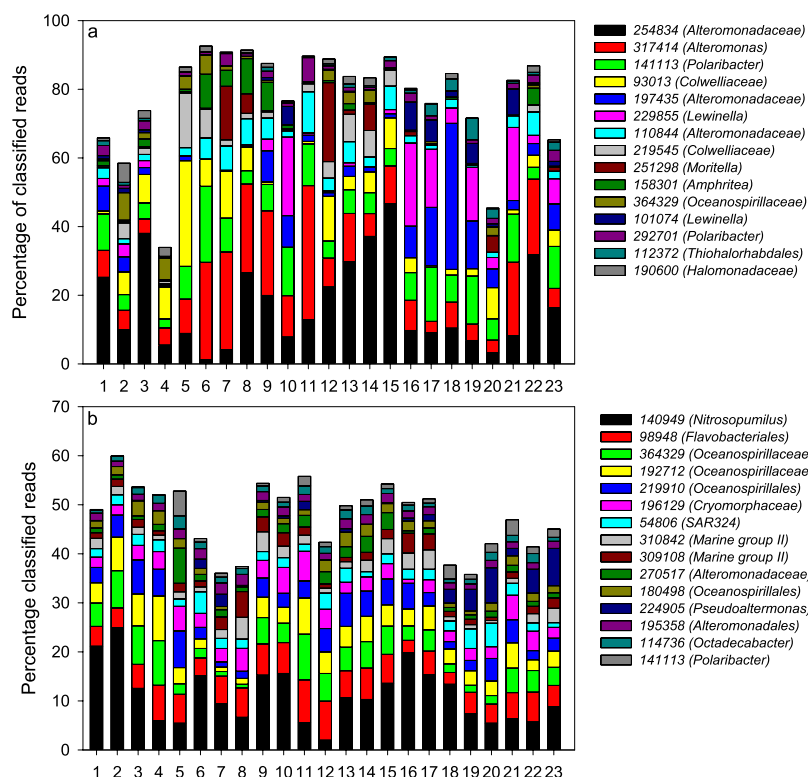 a
Percentage of classified reads
100
80
60
40
20
0
1 2 3 4 5 6 7 8 9 10 11 12 13 14 15 16 17 18 19 20 21 22 23
254834 (Alteromonadaceae)
317414 (Alteromonas)
141113 (Polaribacter)
93013 (Colwelliaceae)
197435 (Alteromonadaceae)
229855 (Lewinella)
110844 (Alteromonadaceae)
219545 (Colwelliaceae)
251298 (Moritella)
158301 (Amphritea)
364329 (Oceanospirillaceae)
101074 (Lewinella)
292701 (Polaribacter)
112372 (Thiohalorhabdales)
190600 (Halomonadaceae)
b
Percentage classified reads
70
60
50
40
30
20
10
0
1 2 3 4 5 6 7 8 9 10 11 12 13 14 15 16 17 18 19 20 21 22 23
140949 (Nitrosopumilus)
98948 (Flavobacteriales)
364329 (Oceanospirillaceae
192712 (Oceanospirillaceae
219910 (Oceanospirillales)
196129 (Cryomorphaceae)
54806 (SAR324)
310842 (Marine group II)
309108 (Marine group II)
270517 (Alteromonadaceae)
180498 (Oceanospirillales)
224905 (Pseudoaltermonas)
195358 (Alteromonadales)
114736 (Octadecabacter)
141113 (Polaribacter)